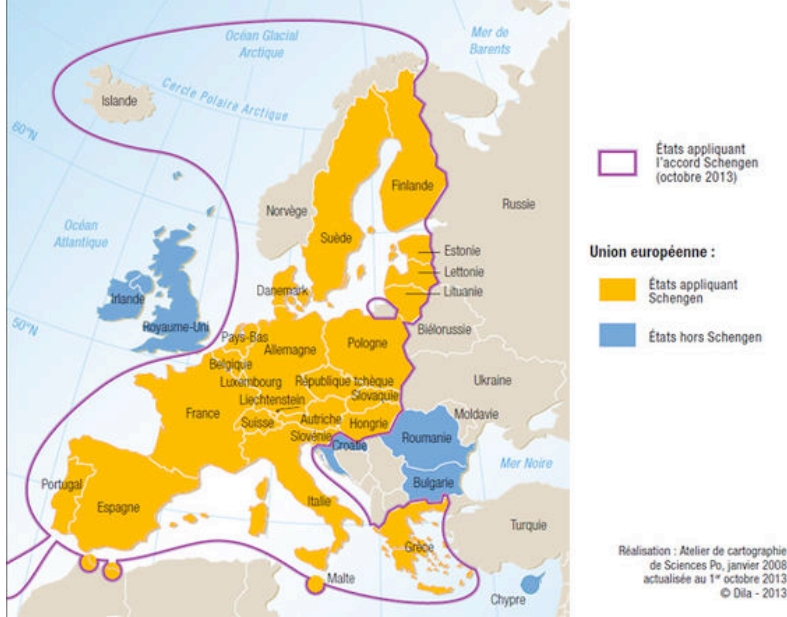 Océan Glacial
Arctique
Mer de
Barents
Islande
Cercle Polaire Arctique
60°N
Finlande
Norvège
Russie
Océan
Atlantique
Suède
Estonie
Lettonie
Lituanie
Danemark
Irlande
Royaume-Uni
50°N
Biélorussie
Pays-Bas
Allemagne
Pologne
Belgique
Luxembourg
République tchèque
Ukraine
Liechtenstein
Slovaquie
France
Suisse
Autriche
Hongrie
Moldavie
Slovénie
Croatie
Roumanie
Mer Noire
Bulgarie
Portugal
Espagne
Italie
Turquie
Grèce
Malte
Chypre
États appliquant
l'accord Schengen
(octobre 2013)
Union européenne :
États appliquant
Schengen
États hors Schengen
Réalisation : Atelier de cartographie
de Sciences Po, janvier 2008
actualisée au 1er octobre 2013
© Dila - 2013